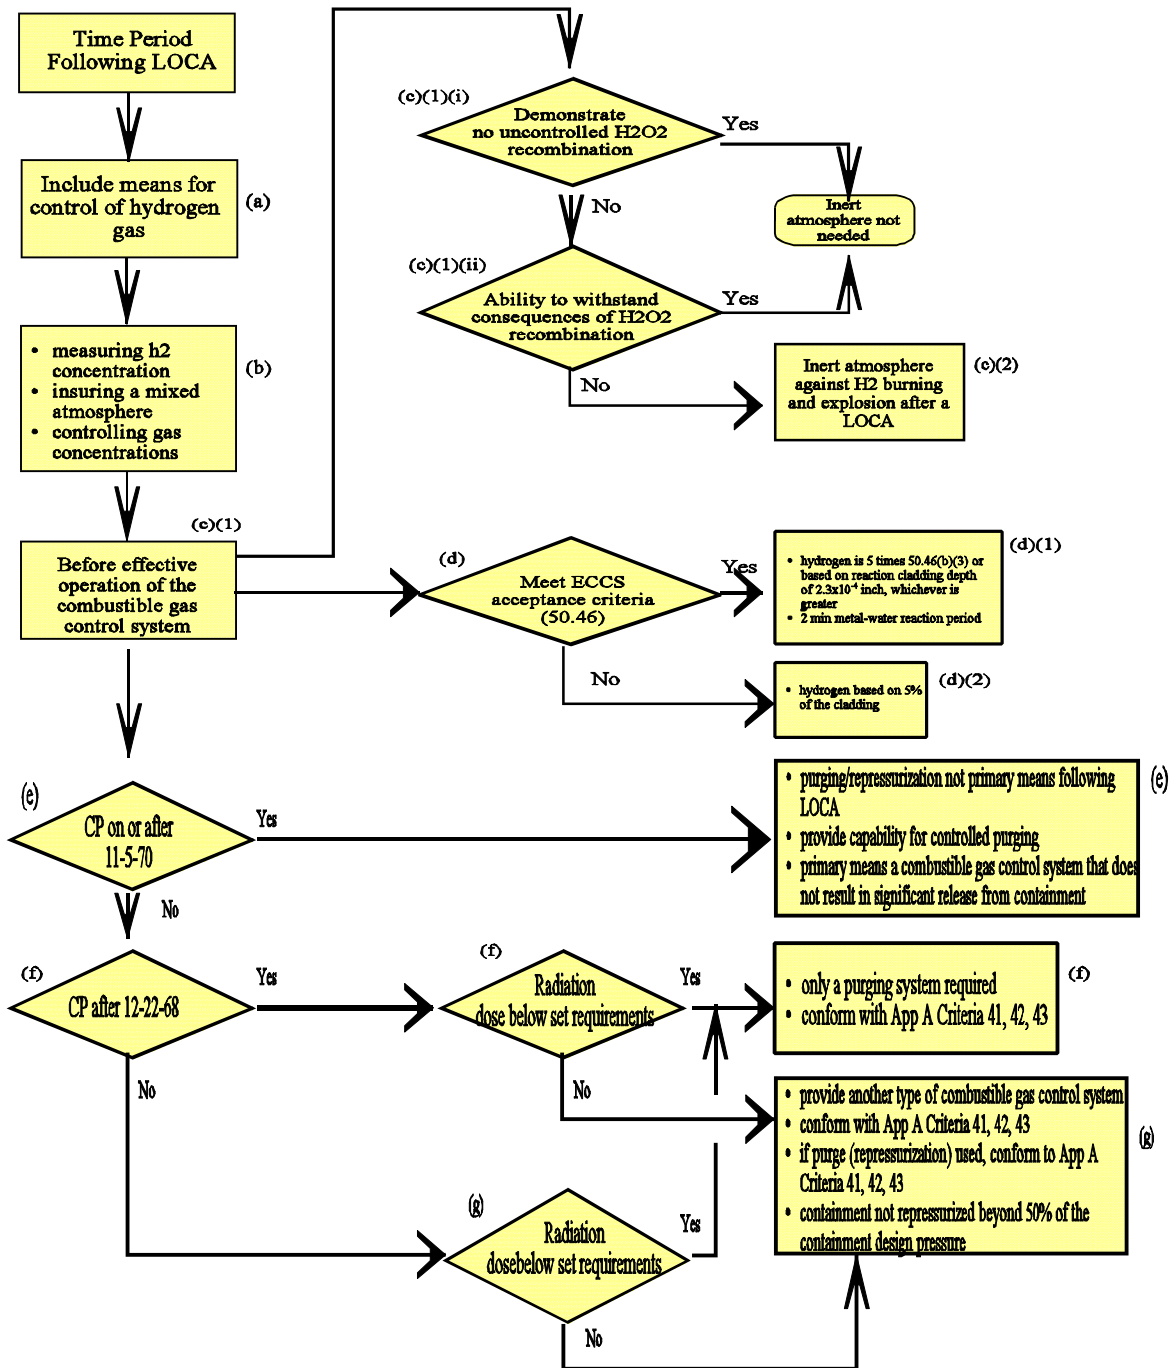 Time Period
Following LOCA
Include means for
control of hydrogen
gas
(a)
• measuring h2
concentration
• insuring a mixed
atmosphere
• controlling gas
concentrations
(b)
(c)(1)
Before effective
operation of the
combustible gas
control system
(c)(1)(i)
Demonstrate
no uncontrolled H2O2
recombination
Yes
No
Inert
atmosphere not
needed
(c)(1)(ii)
Ability to withstand
consequences of H2O2
recombination
Yes
No
Inert atmosphere
against H2 burning
and explosion after a
LOCA
(c)(2)
(d)
Meet ECCS
acceptance criteria
(50.46)
Yes
No
• hydrogen is 5 times 50.46(b)(3) or
based on reaction cladding depth
of 2.3x10⁻⁴ inch, whichever is
greater
• 2 min metal-water reaction period
(d)(1)
• hydrogen based on 5%
of the cladding
(d)(2)
(e)
CP on or after
11-5-70
Yes
No
• purging/repressurization not primary means following
LOCA
• provide capability for controlled purging
• primary means a combustible gas control system that does
not result in significant release from containment
(e)
(f)
CP after 12-22-68
Yes
No
(f)
Radiation
dose below set requirements
Yes
No
• only a purging system required
• conform with App A Criteria 41, 42, 43
(f)
• provide another type of combustible gas control system
• conform with App A Criteria 41, 42, 43
• if purge (repressurization) used, conform to App A
Criteria 41, 42, 43
• containment not repressurized beyond 50% of the
containment design pressure
(g)
(g)
Radiation
dosebelow set requirements
Yes
No